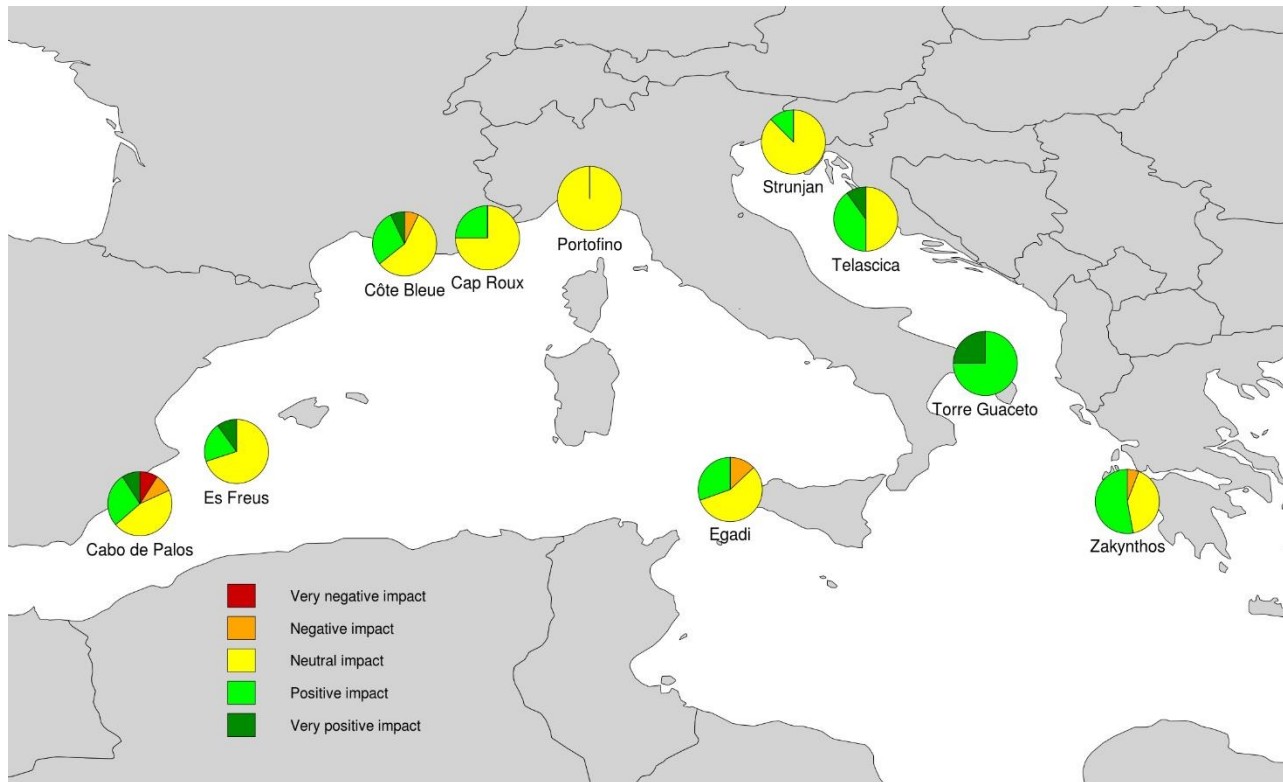 Strunjan
Portofino
Telascica
Cap Roux
Côte Bleue
Torre Guaceto
Es Freus
Egadi
Cabo de Palos
Zakynthos
Very negative impact
Negative impact
Neutral impact
Positive impact
Very positive impact